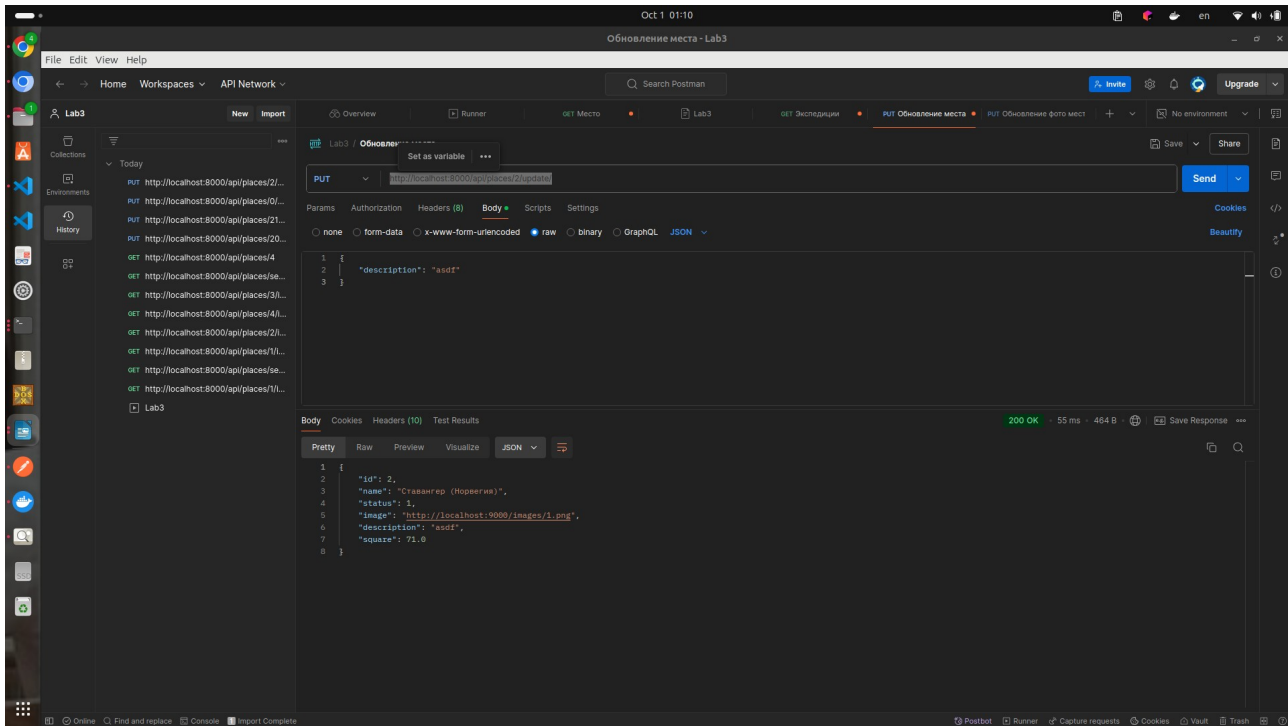 Oct 1 01:10
en
Обновление места - Lab3
File Edit View Help
Home Workspaces API Network
Search Postman
Invite
Upgrade
Lab3
New Import
Overview
Runner
GET Место
Lab3
GET Экспедиции
PUT Обновление места
PUT Обновление фото мест
No environment
Collections
Environments
History
Today
PUT http://localhost:8000/api/places/2/...
PUT http://localhost:8000/api/places/0/...
PUT http://localhost:8000/api/places/21...
PUT http://localhost:8000/api/places/20...
GET http://localhost:8000/api/places/4
GET http://localhost:8000/api/places/se...
GET http://localhost:8000/api/places/3/i...
GET http://localhost:8000/api/places/4/i...
GET http://localhost:8000/api/places/2/i...
GET http://localhost:8000/api/places/1/i...
GET http://localhost:8000/api/places/se...
GET http://localhost:8000/api/places/1/i...
Lab3
HTTP Lab3 / Обновление места
Save Share
Set as variable
PUT http://localhost:8000/api/places/2/update/
Send
Params Authorization Headers (8) Body Scripts Settings
Cookies
none form-data x-www-form-urlencoded raw binary GraphQL JSON
Beautify
1 {
2 "description": "asdf"
3 }
Body Cookies Headers (10) Test Results
200 OK 55 ms 464 B Save Response
Pretty Raw Preview Visualize JSON
1 {
2 "id": 2,
3 "name": "Ставангер (Норвегия)",
4 "status": 1,
5 "image": "http://localhost:9000/images/1.png",
6 "description": "asdf",
7 "square": 71.0
8 }
Online Find and replace Console Import Complete
Postbot Runner Capture requests Cookies Vault Trash